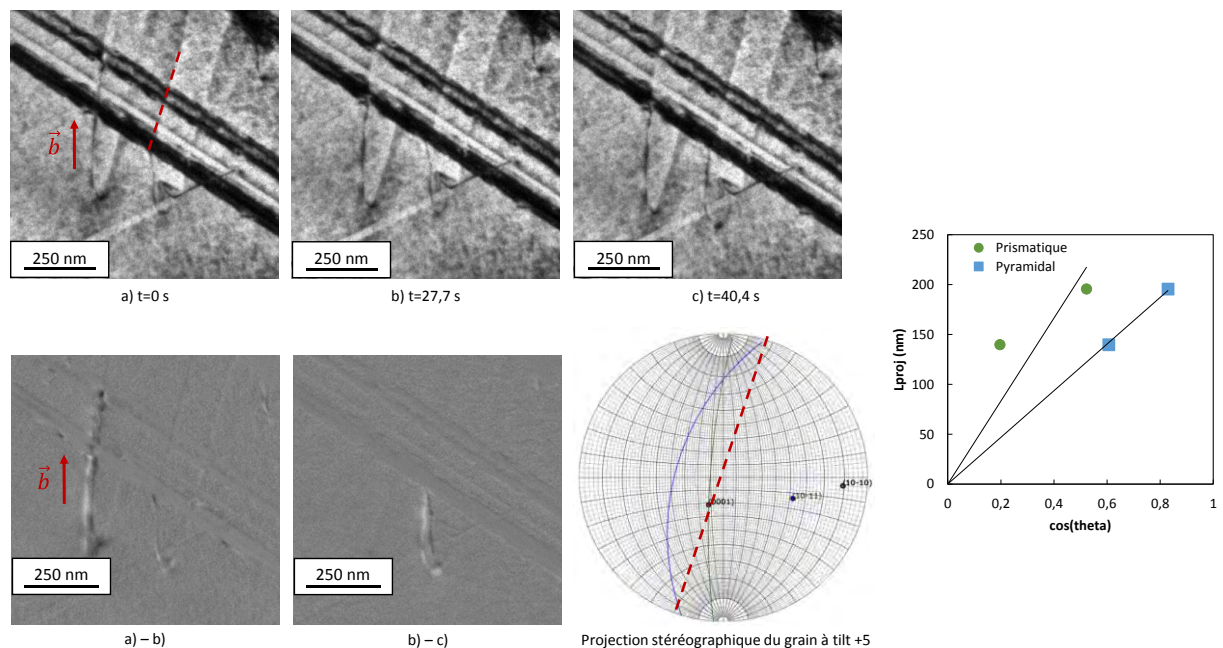 b
250 nm
250 nm
250 nm
a) t=0 s
b) t=27,7 s
c) t=40,4 s
b
250 nm
250 nm
a) – b)
b) – c)
(0001)
(10-11)
(10-10)
Projection stéréographique du grain à tilt +5
Prismatique
Pyramidal
Lproj (nm)
250
200
150
100
50
0
0
0,2
0,4
0,6
0,8
1
cos(theta)